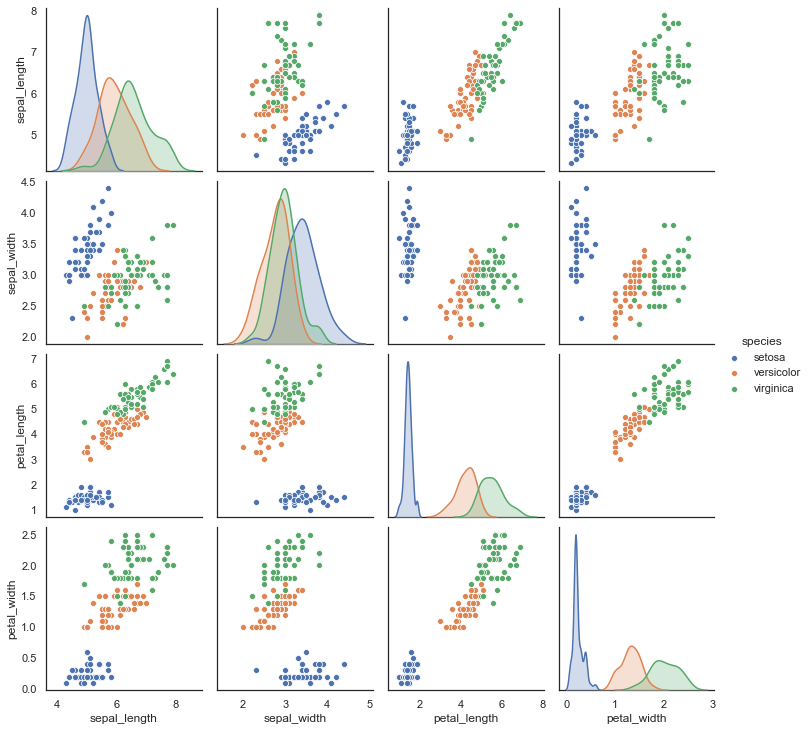 8
7
6
5
sepal_length
4.5
4.0
3.5
3.0
2.5
2.0
sepal_width
7
6
5
4
3
2
1
petal_length
species
setosa
versicolor
virginica
2.5
2.0
1.5
1.0
0.5
0.0
petal_width
4 6 8
2 3 4 5
2 4 6 8
0 1 2 3
sepal_length
sepal_width
petal_length
petal_width